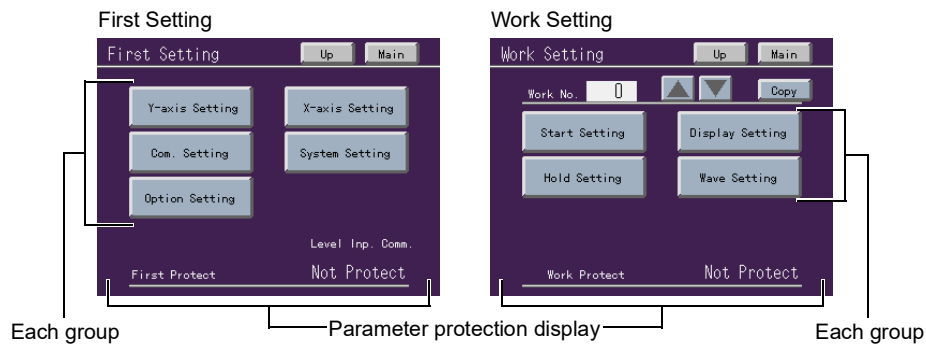 First Setting
First Setting Up Main
Y-axis Setting X-axis Setting
Com. Setting System Setting
Option Setting
Level Inp. Comm.
First Protect Not Protect
Work Setting
Work Setting Up Main
Work No. 0 Copy
Start Setting Display Setting
Hold Setting Wave Setting
Work Protect Not Protect
Each group
Parameter protection display
Each group